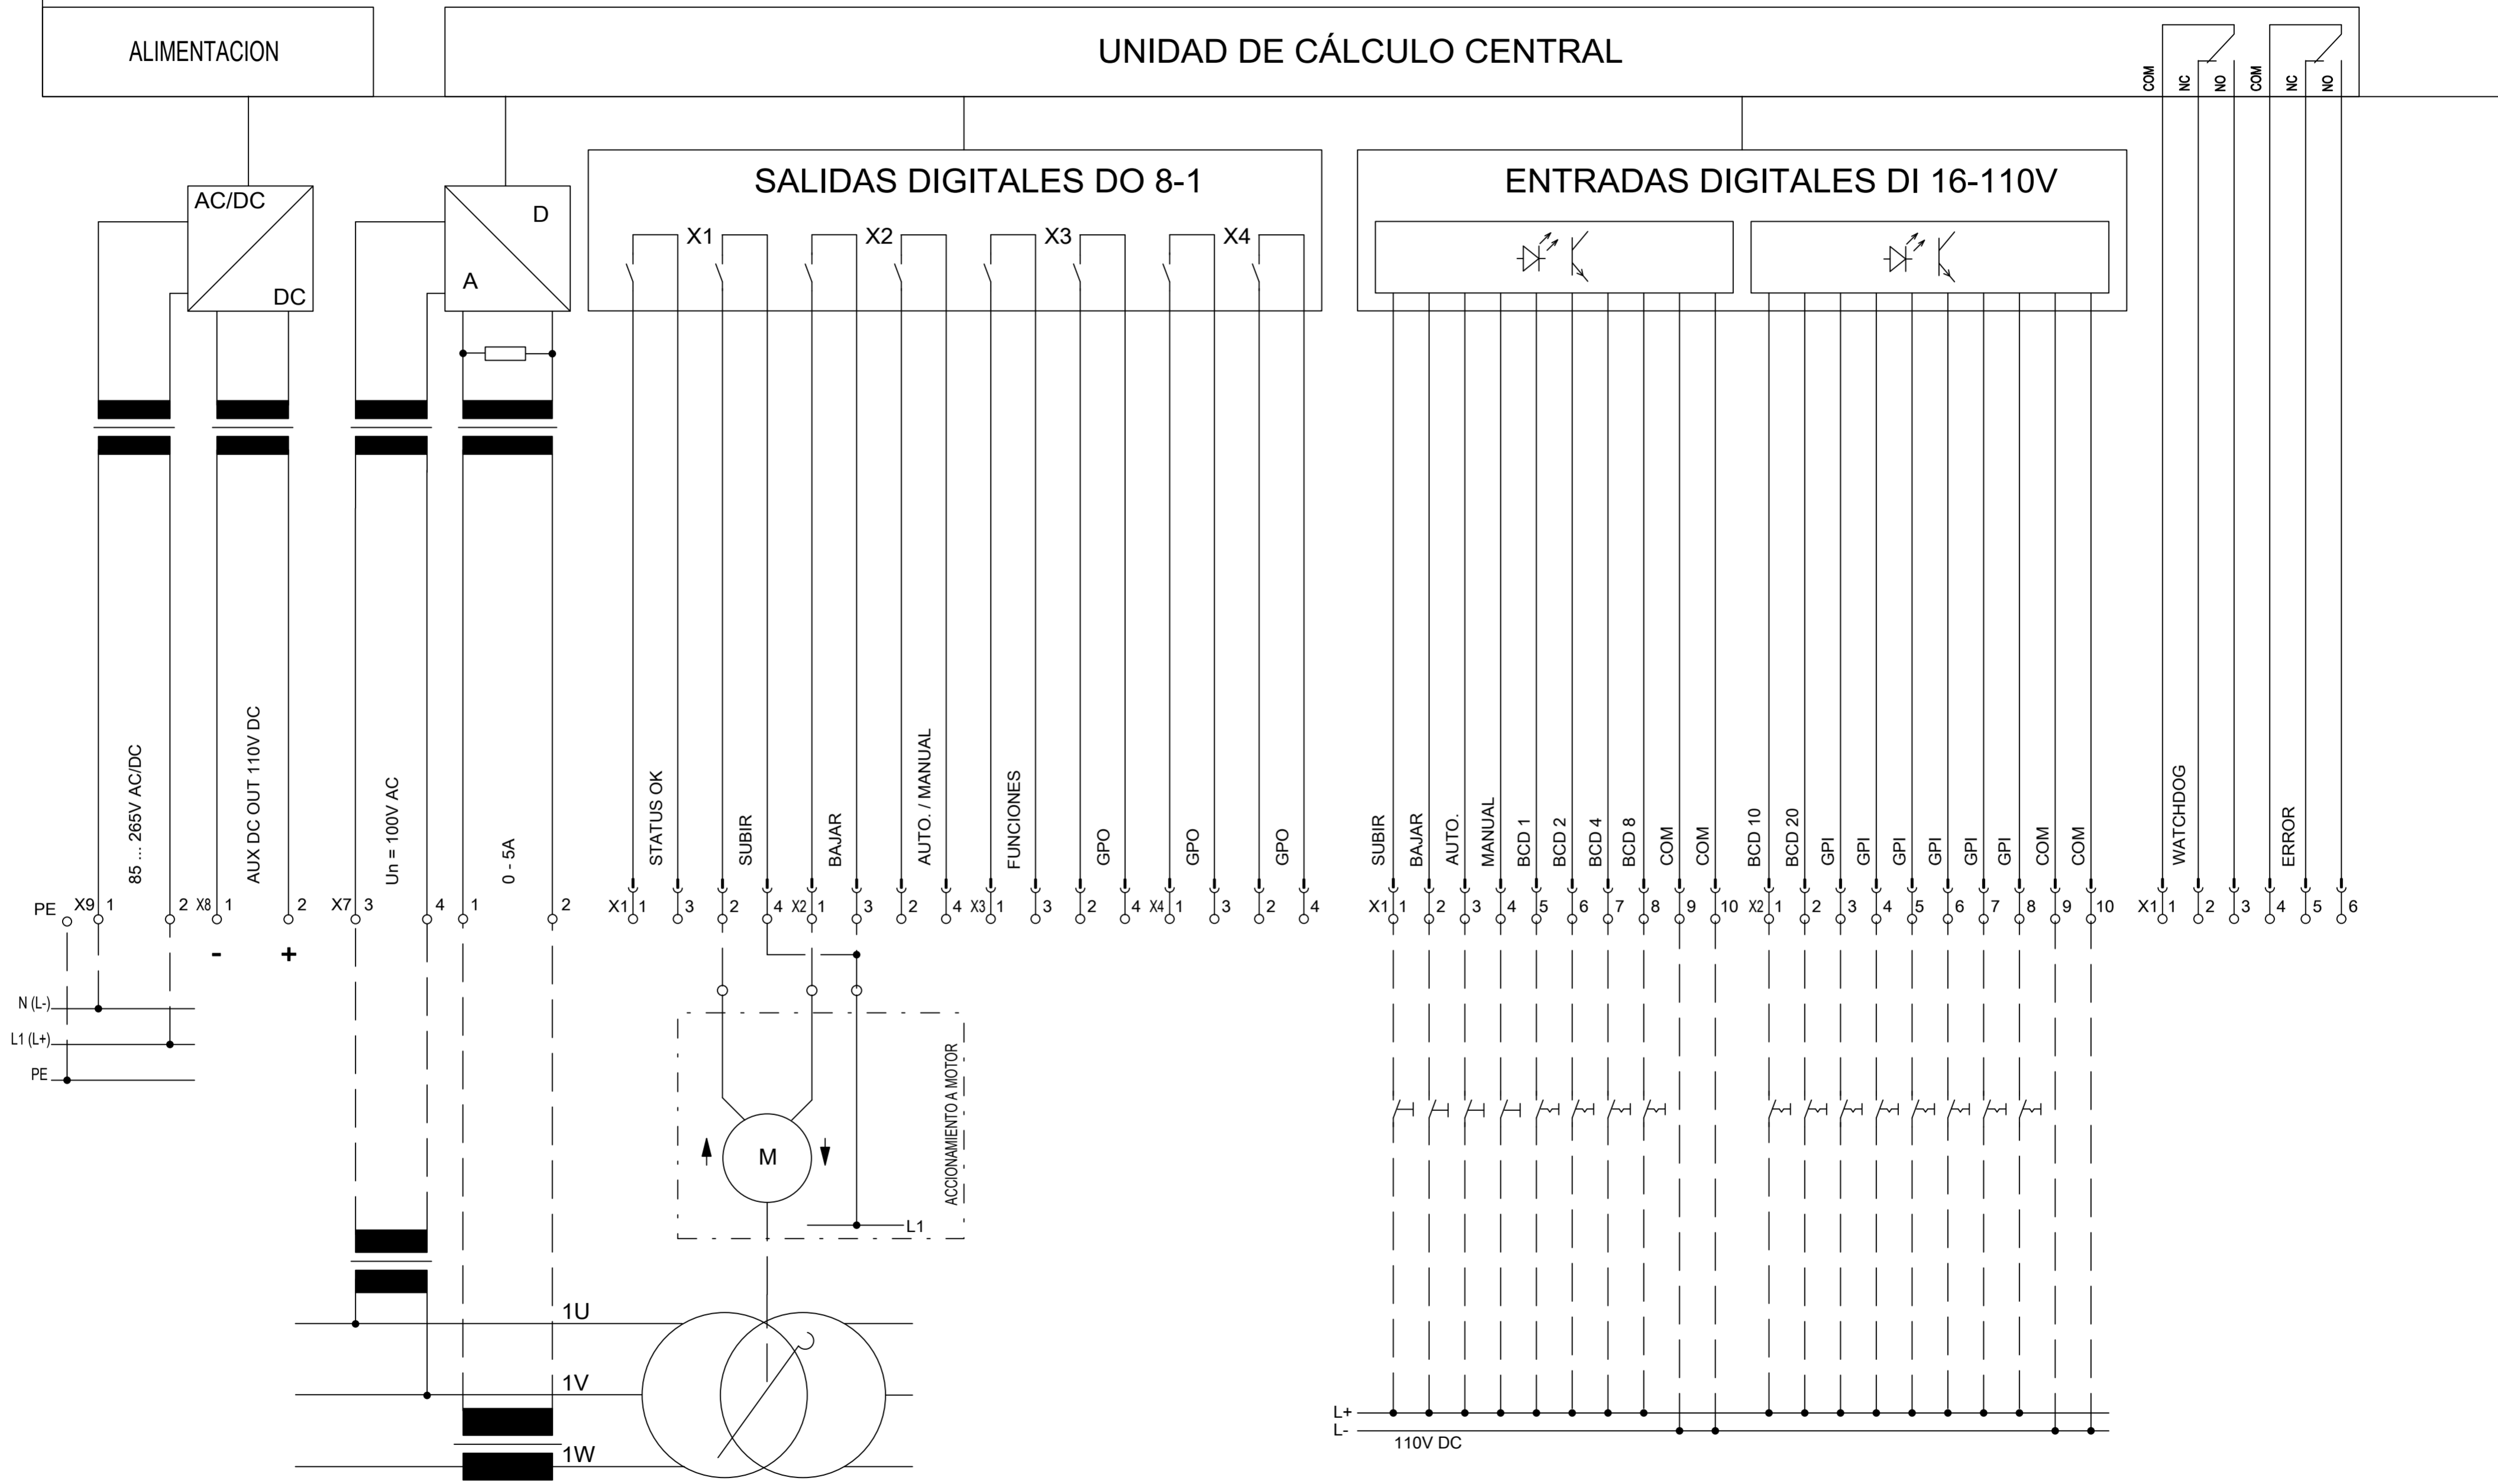 ALIMENTACION
UNIDAD DE CÁLCULO CENTRAL
COM NC NO COM NC NO
AC/DC
DC
D
A
SALIDAS DIGITALES DO 8-1
X1 X2 X3 X4
ENTRADAS DIGITALES DI 16-110V
85 ... 265V AC/DC
AUX DC OUT 110V DC
Un = 100V AC
0 - 5A
STATUS OK
SUBIR
BAJAR
AUTO. / MANUAL
FUNCIONES
GPO
GPO
GPO
SUBIR
BAJAR
AUTO.
MANUAL
BCD 1
BCD 2
BCD 4
BCD 8
COM
COM
BCD 10
BCD 20
GPI
GPI
GPI
GPI
GPI
GPI
COM
COM
WATCHDOG
ERROR
PE X9 1 2 X8 1 2 X7 3 4 1 2
X1 1 3 2 4 X2 1 3 2 4 X3 1 3 2 4 X4 1 3 2 4
X1 1 2 3 4 5 6 7 8 9 10 X2 1 2 3 4 5 6 7 8 9 10
X1 1 2 3 4 5 6
- +
N (L-)
L1 (L+)
PE
ACCIONAMIENTO A MOTOR
M
L1
1U
1V
1W
L+
L-
110V DC